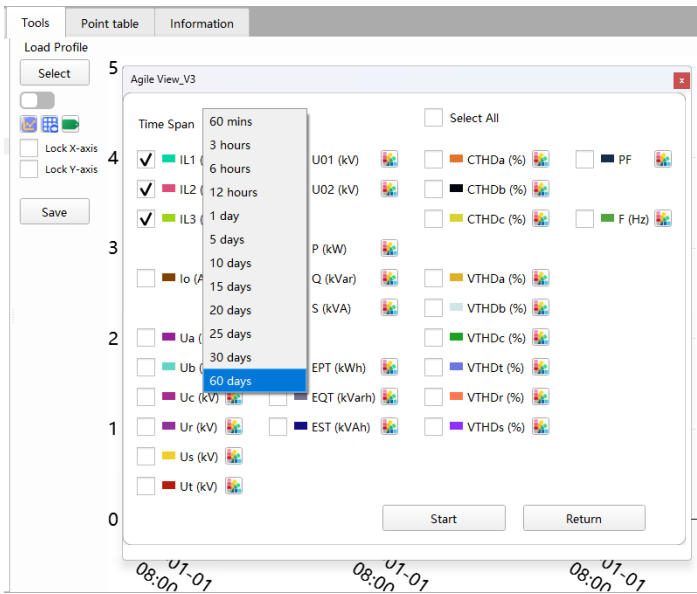 Tools Point table Information
Load Profile
Select
Lock X-axis
Lock Y-axis
Save
5
4
3
2
1
0
Agile View_V3
x
Time Span
60 mins
3 hours
6 hours
12 hours
1 day
5 days
10 days
15 days
20 days
25 days
30 days
60 days
Select All
IL1 ( U01 (kV) CTHDa (%) PF
IL2 ( U02 (kV) CTHDb (%)
IL3 ( CTHDc (%) F (Hz)
P (kW)
Io (A Q (kVar) VTHDa (%)
S (kVA) VTHDb (%)
Ua ( VTHDc (%)
Ub ( EPT (kWh) VTHDt (%)
Uc (kV) EQT (kVarh) VTHDr (%)
Ur (kV) EST (kVAh) VTHDs (%)
Us (kV)
Ut (kV)
Start Return
01-01 01-01 01-01
08:00 08:00 08:00